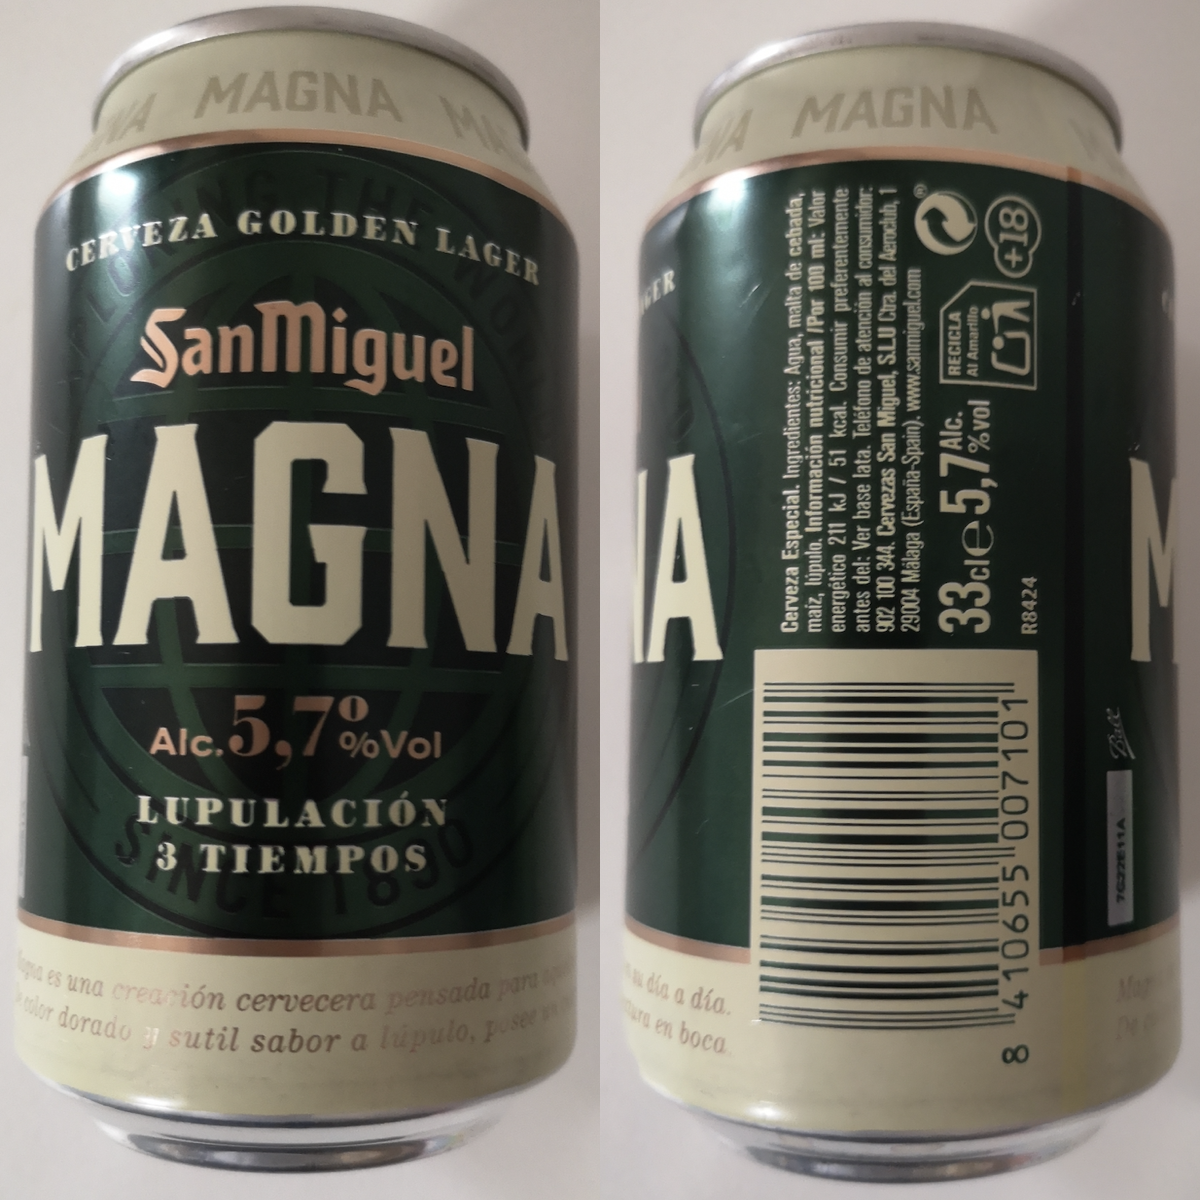 MAGNA
CERVEZA GOLDEN LAGER
SanMiguel
MAGNA
Alc. 5,7º %Vol
LUPULACIÓN
3 TIEMPOS
SINCE 1890
Magna es una creación cervecera pensada para
color dorado y sutil sabor a lúpulo, posee un
MAGNA
Cerveza Especial. Ingredientes: Agua, malta de cebada,
maíz, lúpulo. Información nutricional /Por 100 ml: Valor
energético 211 kJ / 51 kcal. Consumir preferentemente
antes del: Ver base lata. Teléfono de atención al consumidor:
902 100 344. Cervezas San Miguel, S.L.U Ctra. del Aeroclub, 1
29004 Málaga (España-Spain). www.sanmiguel.com
33cl e 5,7 Alc. %vol
RECICLA
Al Amarillo
+18
R8424
8 410655 007101
Ball
7C22E11A
su día a día.
en boca.